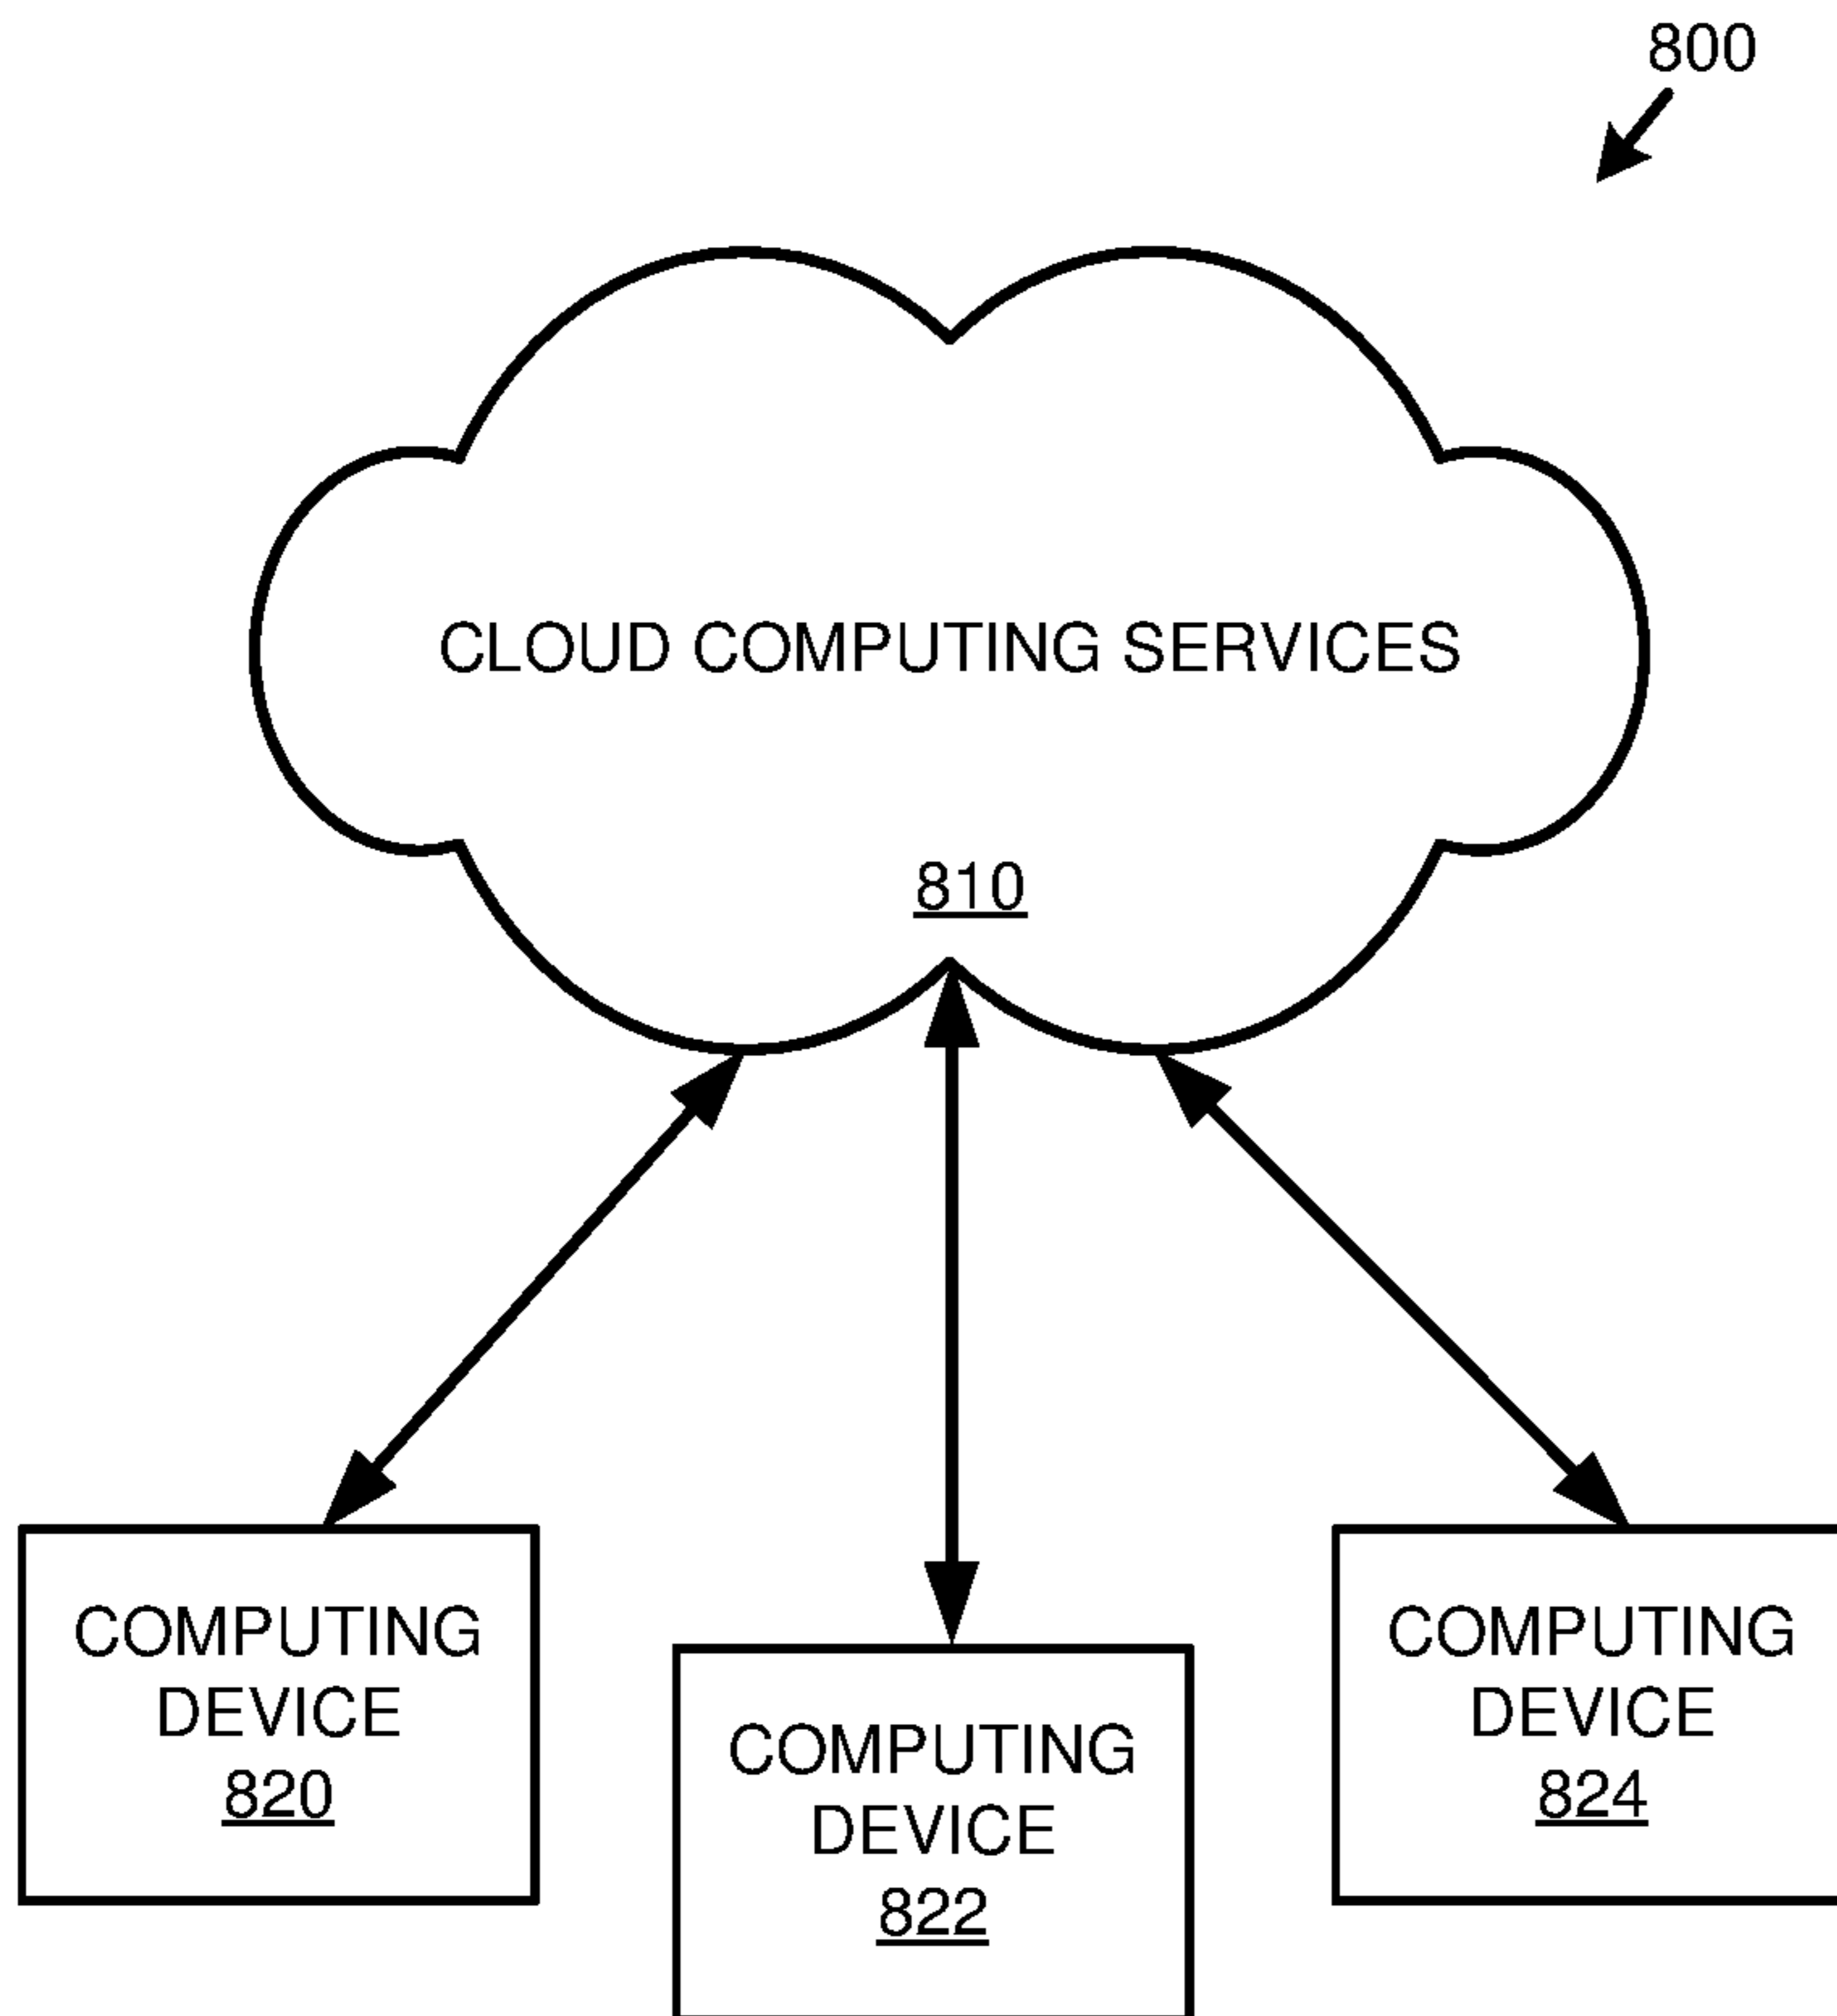 800
CLOUD COMPUTING SERVICES
810
COMPUTING
DEVICE
820
COMPUTING
DEVICE
822
COMPUTING
DEVICE
824